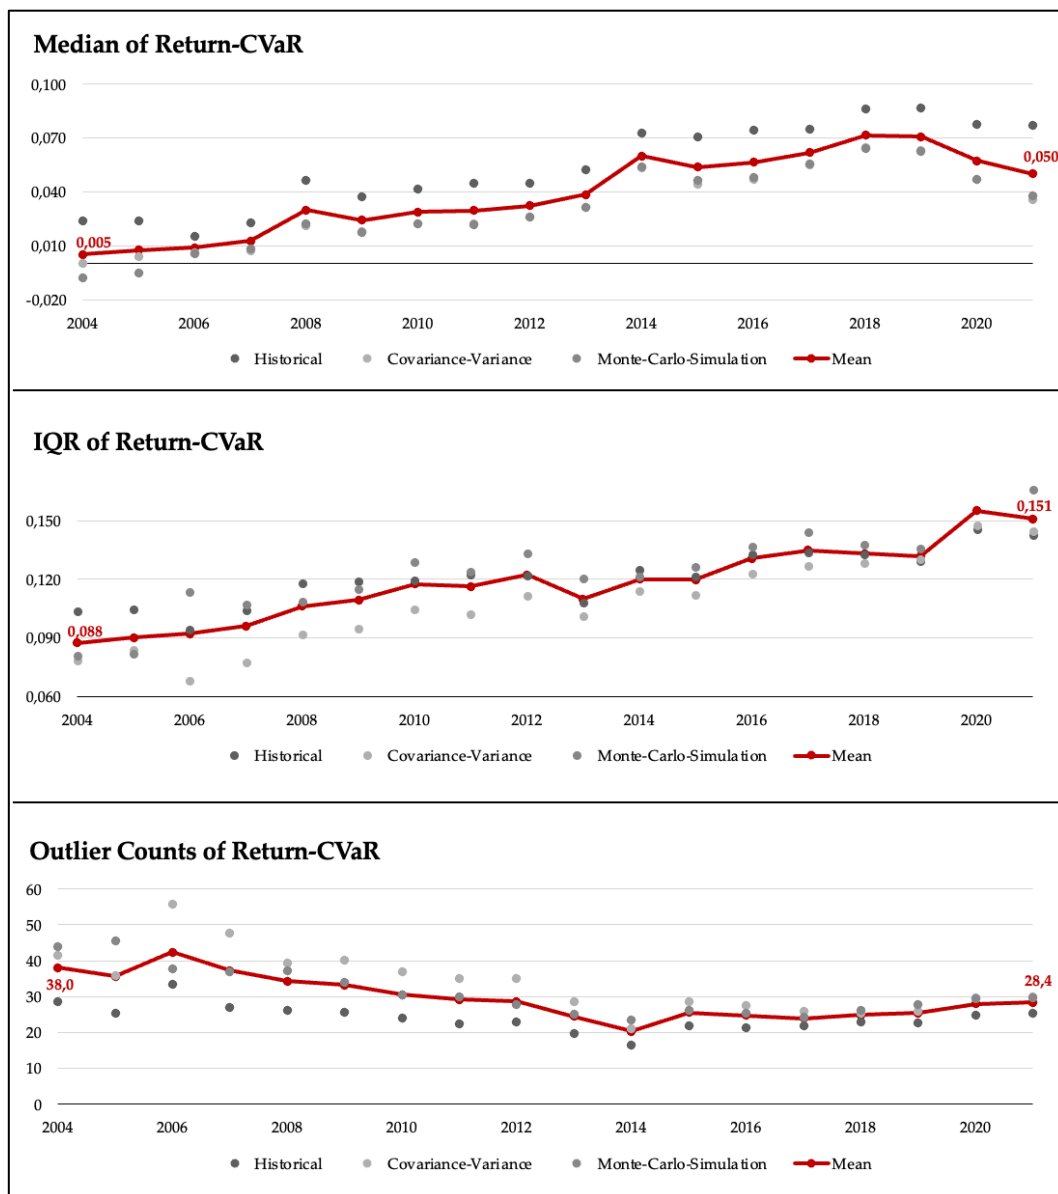 Median of Return-CVaR
0,100
0,070
0,050
0,040
0,010
0,005
-0,020
2004 2006 2008 2010 2012 2014 2016 2018 2020
Historical Covariance-Variance Monte-Carlo-Simulation Mean
IQR of Return-CVaR
0,151
0,150
0,120
0,090
0,088
0,060
2004 2006 2008 2010 2012 2014 2016 2018 2020
Historical Covariance-Variance Monte-Carlo-Simulation Mean
Outlier Counts of Return-CVaR
60
50
40
38,0
28,4
30
20
10
0
2004 2006 2008 2010 2012 2014 2016 2018 2020
Historical Covariance-Variance Monte-Carlo-Simulation Mean